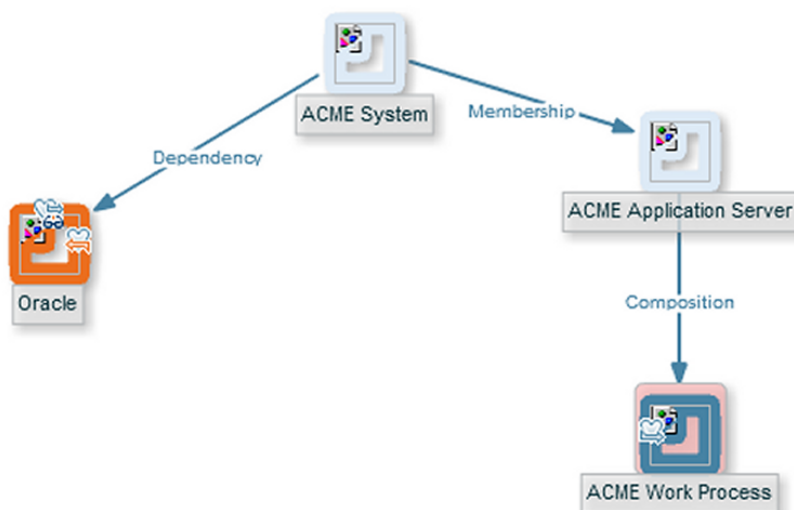 ACME System
Membership
Dependency
ACME Application Server
Oracle
Composition
ACME Work Process